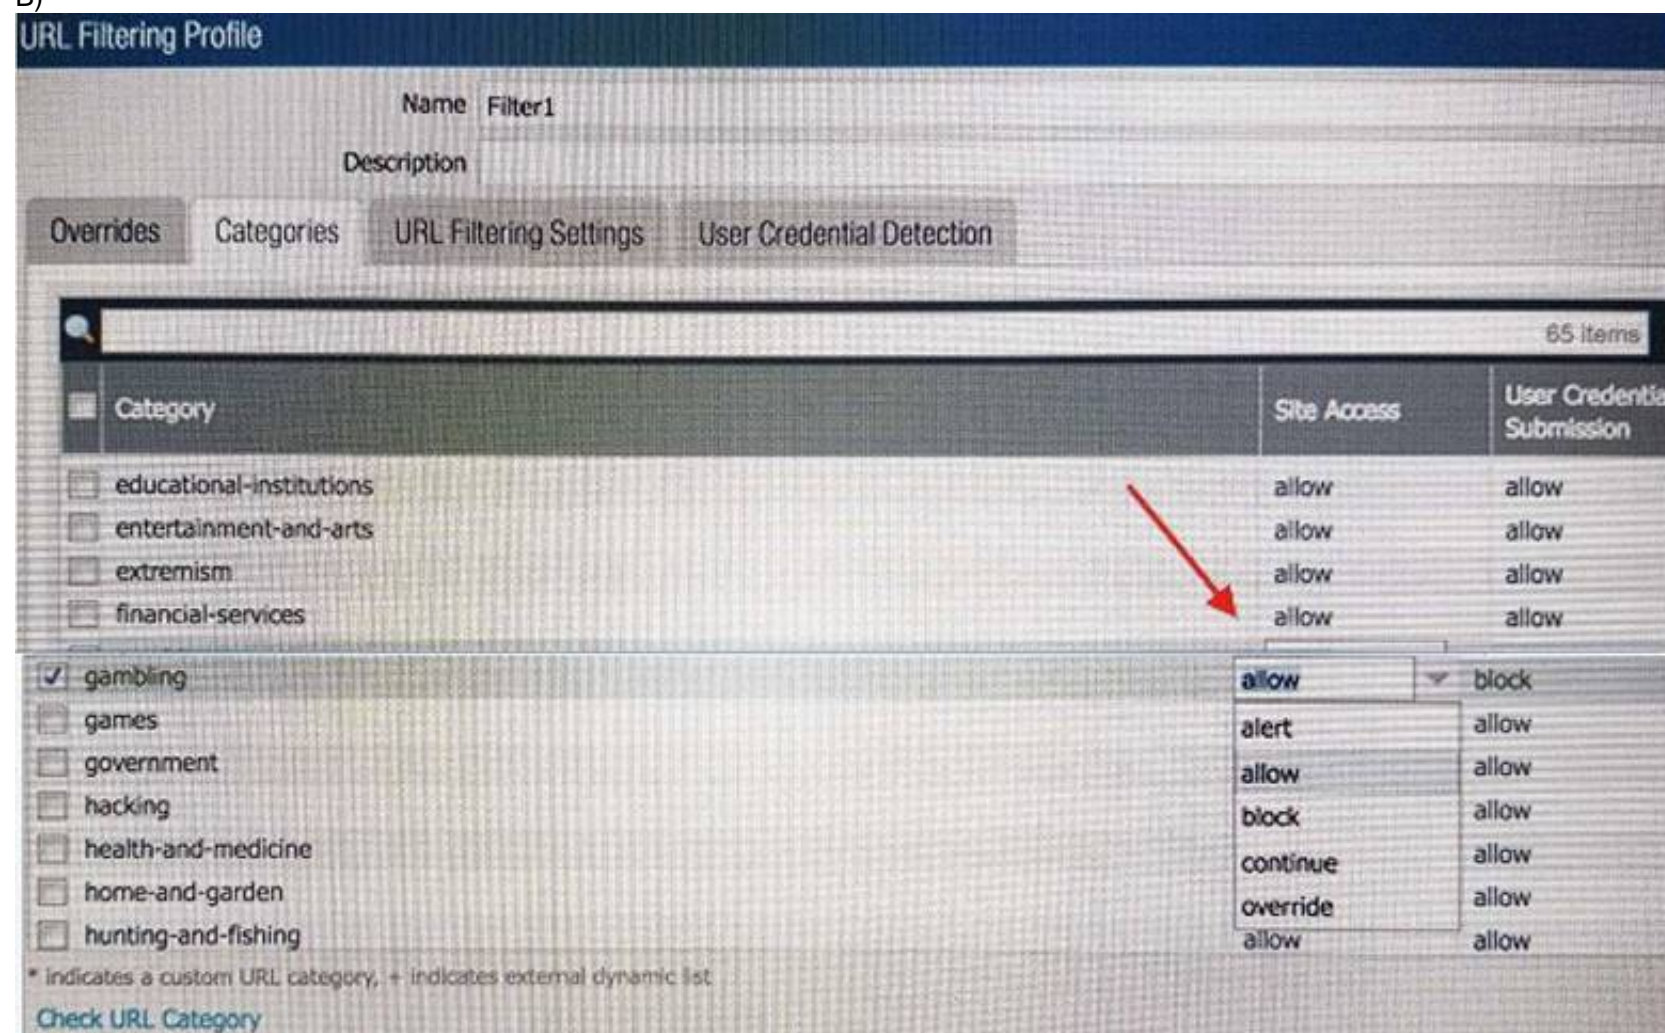 B)
URL Filtering Profile
Name Filter1
Description
Overrides Categories URL Filtering Settings User Credential Detection
65 items
Category Site Access User Credentia
Submission
educational-institutions allow allow
entertainment-and-arts allow allow
extremism allow allow
financial-services allow allow
gambling allow block
games alert allow
government allow allow
hacking block allow
health-and-medicine continue allow
home-and-garden override allow
hunting-and-fishing allow allow
* indicates a custom URL category, + indicates external dynamic list
Check URL Category